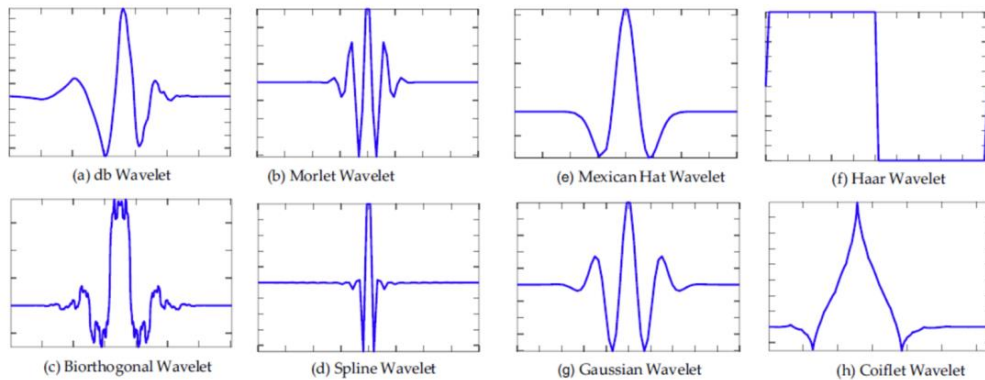 (a) db Wavelet
(b) Morlet Wavelet
(e) Mexican Hat Wavelet
(f) Haar Wavelet
(c) Biorthogonal Wavelet
(d) Spline Wavelet
(g) Gaussian Wavelet
(h) Coiflet Wavelet